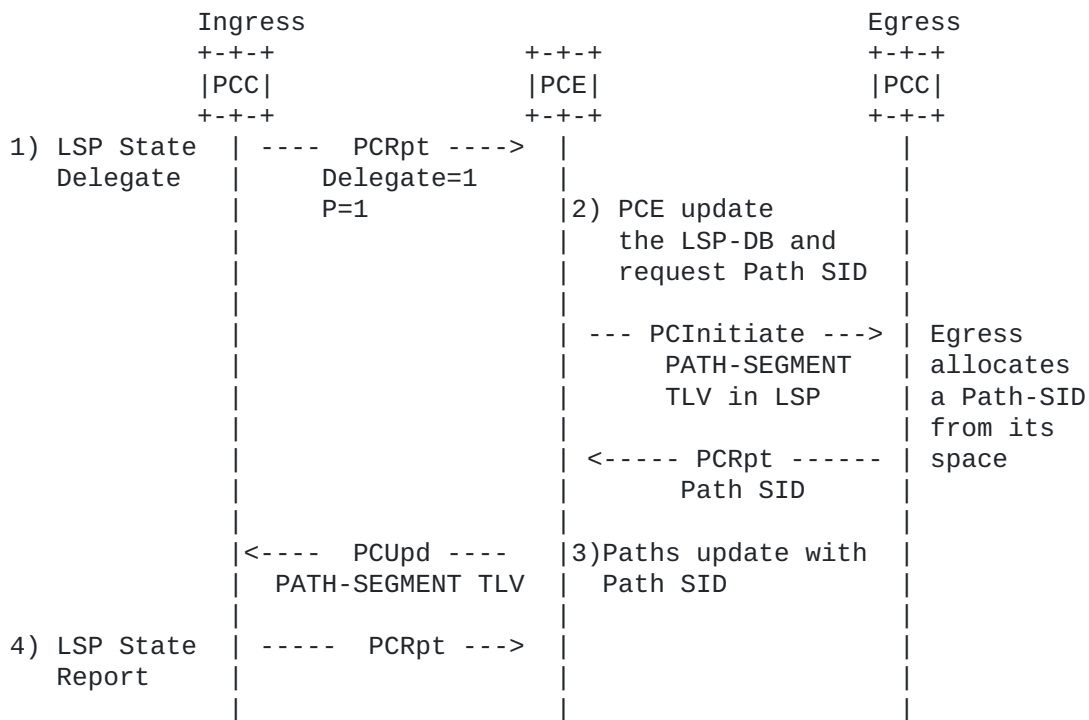 Ingress                                    Egress
             +-+-+                +-+-+                 +-+-+
             |PCC|                |PCE|                 |PCC|
             +-+-+                +-+-+                 +-+-+
1) LSP State   | ----  PCRpt ---->  |                      |
   Delegate    |     Delegate=1     |                      |
               |     P=1            |2) PCE update         |
               |                    |   the LSP-DB and     |
               |                    |   request Path SID   |
               |                    |                      |
               |                    | --- PCInitiate --->  | Egress
               |                    |      PATH-SEGMENT    | allocates
               |                    |      TLV in LSP      | a Path-SID
               |                    |                      | from its
               |                    | <----- PCRpt ------  | space
               |                    |       Path SID       |
               |                    |                      |
               |<----  PCUpd ----   |3)Paths update with   |
               |  PATH-SEGMENT TLV  |  Path SID            |
               |                    |                      |
4) LSP State   | -----  PCRpt --->  |                      |
   Report      |                    |                      |
               |                    |                      |